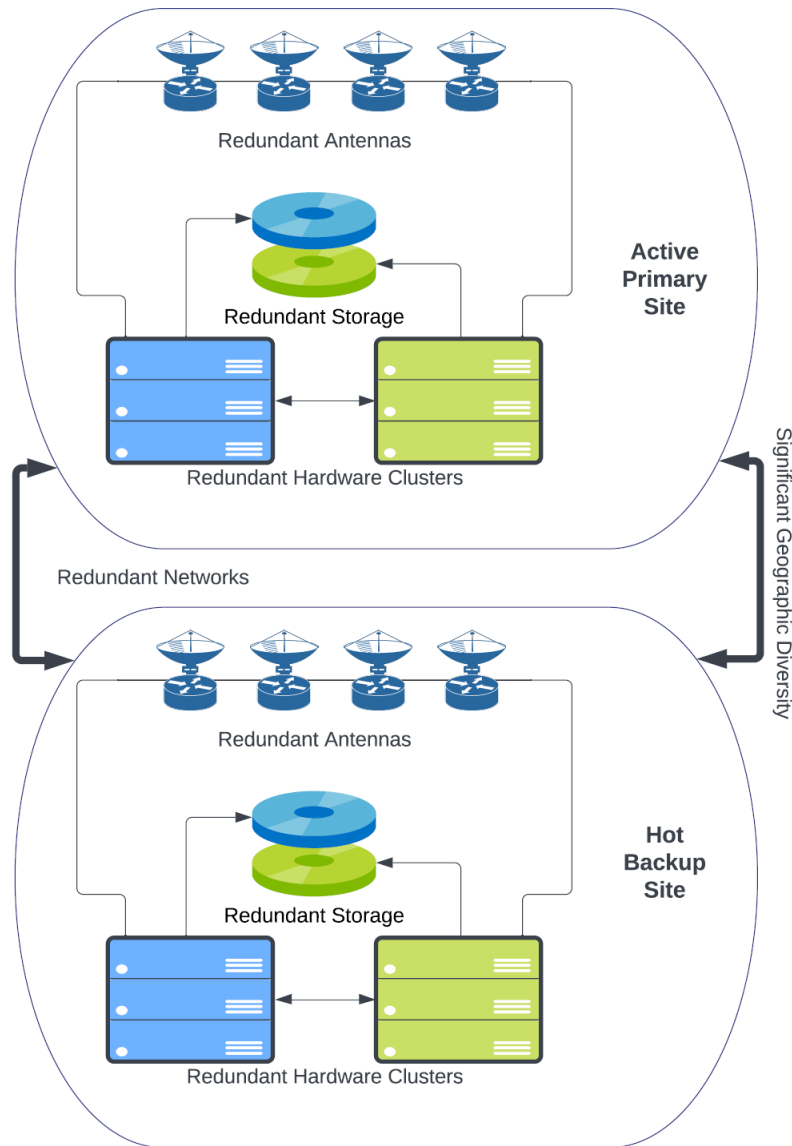 Redundant Antennas
Active
Primary
Site
Redundant Storage
Redundant Hardware Clusters
Significant Geographic Diversity
Redundant Networks
Redundant Antennas
Hot
Backup
Site
Redundant Storage
Redundant Hardware Clusters